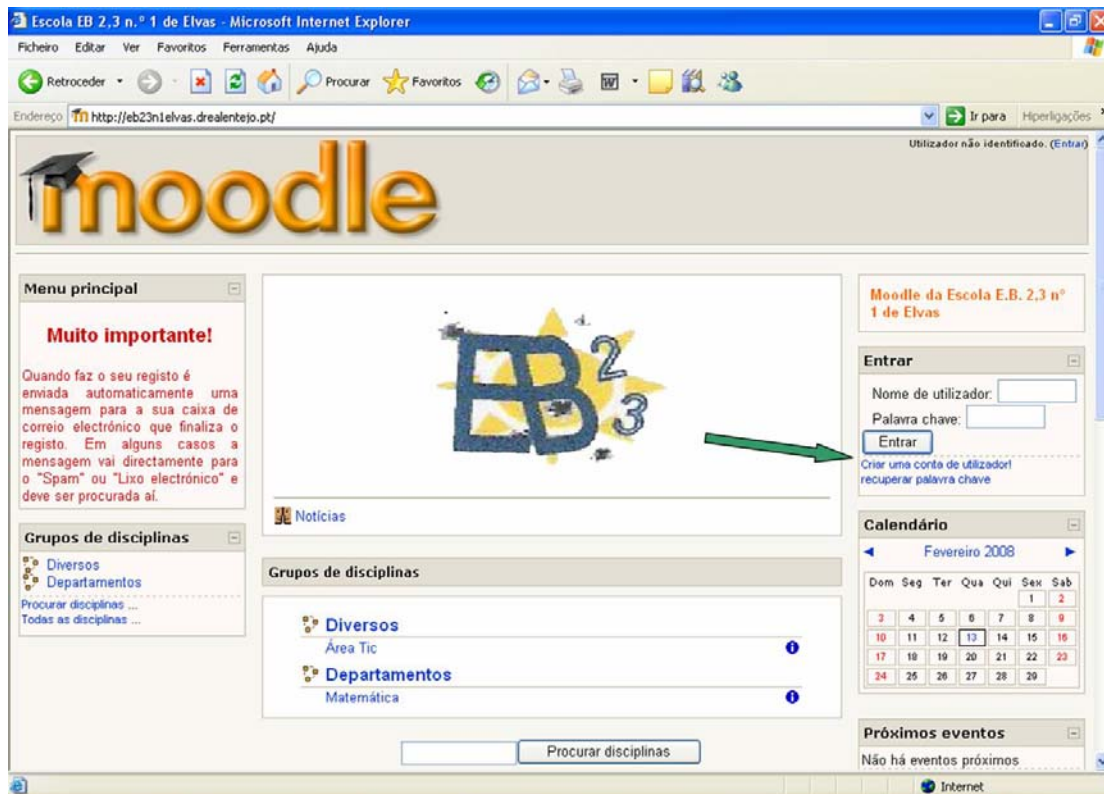 Escola EB 2,3 n.º 1 de Elvas - Microsoft Internet Explorer
Ficheiro Editar Ver Favoritos Ferramentas Ajuda
Retroceder Procurar Favoritos
Endereço http://eb23n1elvas.drealentejo.pt/ Ir para Hiperligações
Utilizador não identificado. (Entrar)
moodle
Menu principal
Muito importante!
Quando faz o seu registo é
enviada automaticamente uma
mensagem para a sua caixa de
correio electrónico que finaliza o
registo. Em alguns casos a
mensagem vai directamente para
o "Spam" ou "Lixo electrónico" e
deve ser procurada aí.
Grupos de disciplinas
Diversos
Departamentos
Procurar disciplinas ...
Todas as disciplinas ...
EB 2 3
Notícias
Grupos de disciplinas
Diversos
Área Tic
Departamentos
Matemática
Procurar disciplinas
Moodle da Escola E.B. 2,3 nº
1 de Elvas
Entrar
Nome de utilizador:
Palavra chave:
Entrar
Criar uma conta de utilizador!
recuperar palavra chave
Calendário
Fevereiro 2008
Dom Seg Ter Qua Qui Sex Sab
1 2
3 4 5 6 7 8 9
10 11 12 13 14 15 16
17 18 19 20 21 22 23
24 25 26 27 28 29
Próximos eventos
Não há eventos próximos
Internet